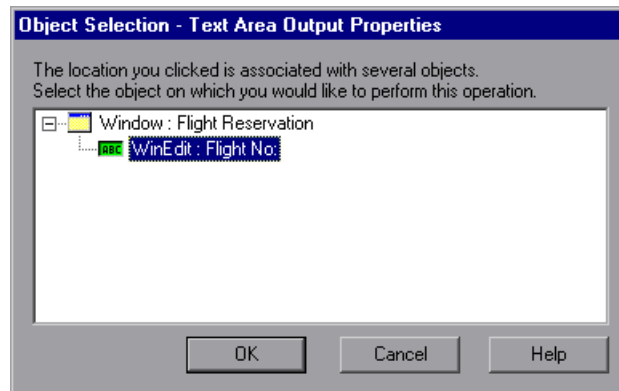 Object Selection - Text Area Output Properties
The location you clicked is associated with several objects.
Select the object on which you would like to perform this operation.
Window : Flight Reservation
ABC WinEdit : Flight No:
OK Cancel Help